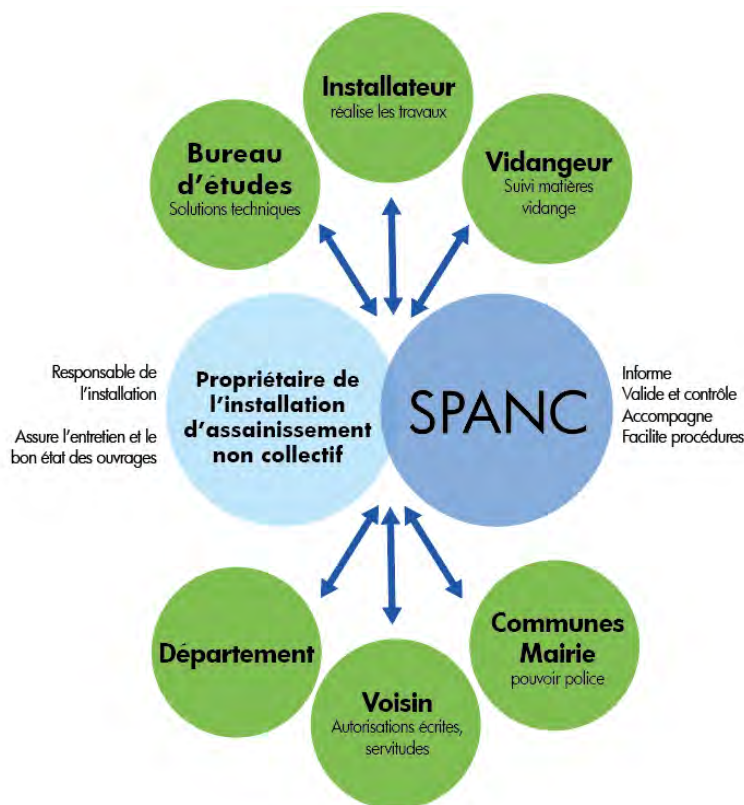 Installateur
réalise les travaux
Bureau
d'études
Solutions techniques
Vidangeur
Suivi matières
vidange
Responsable de
l'installation
Assure l'entretien et le
bon état des ouvrages
Propriétaire de
l'installation
d'assainissement
non collectif
SPANC
Informe
Valide et contrôle
Accompagne
Facilite procédures
Département
Voisin
Autorisations écrites,
servitudes
Communes
Mairie
pouvoir police